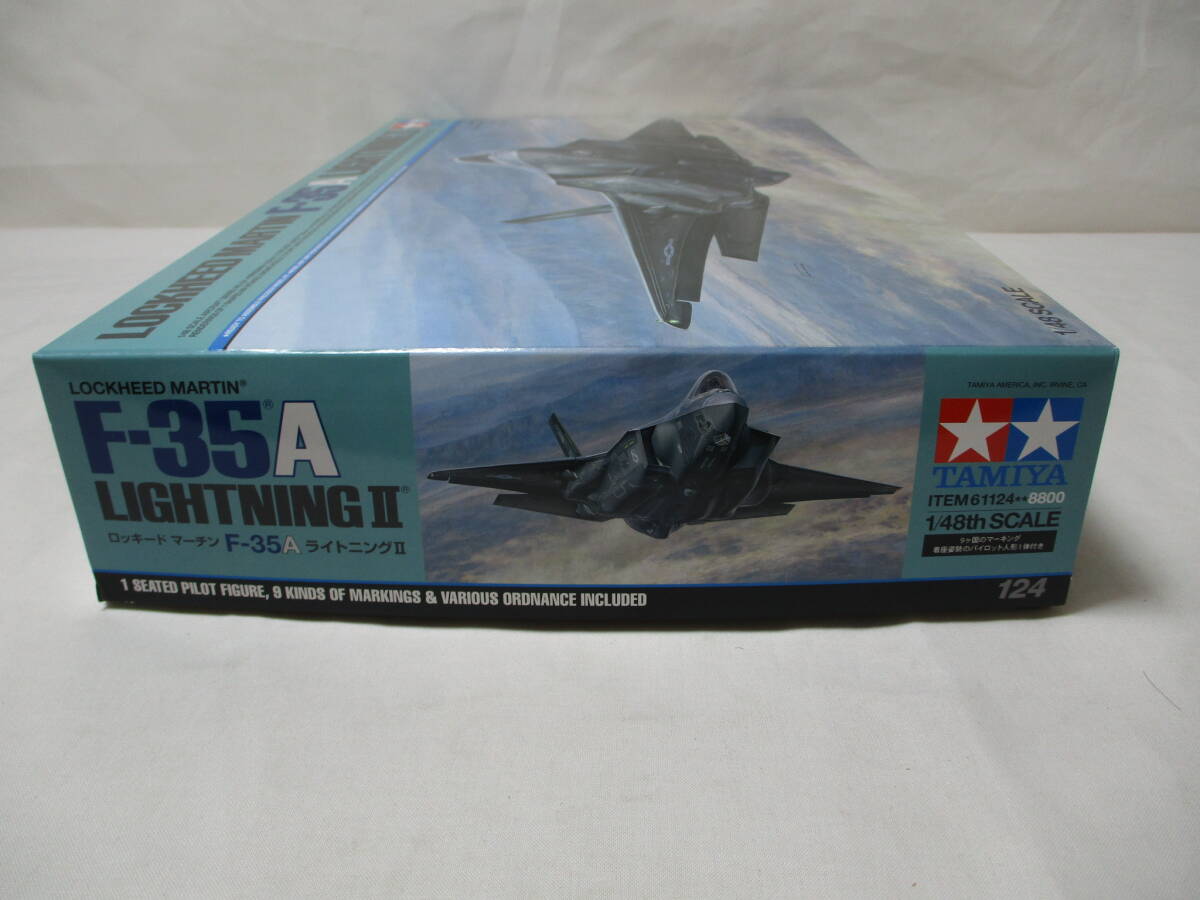 LOCKHEED MARTIN F-35A LIGHTNING
1/48 SCALE
LOCKHEED MARTIN®
F-35®A
LIGHTNING II®
ロッキード マーチン F-35A ライトニングII
1 SEATED PILOT FIGURE, 9 KINDS OF MARKINGS & VARIOUS ORDNANCE INCLUDED
TAMIYA AMERICA, INC. IRVINE, CA
TAMIYA
ITEM 61124★★8800
1/48th SCALE
9ヶ国のマーキング
着座姿勢のパイロット人形1体付き
124